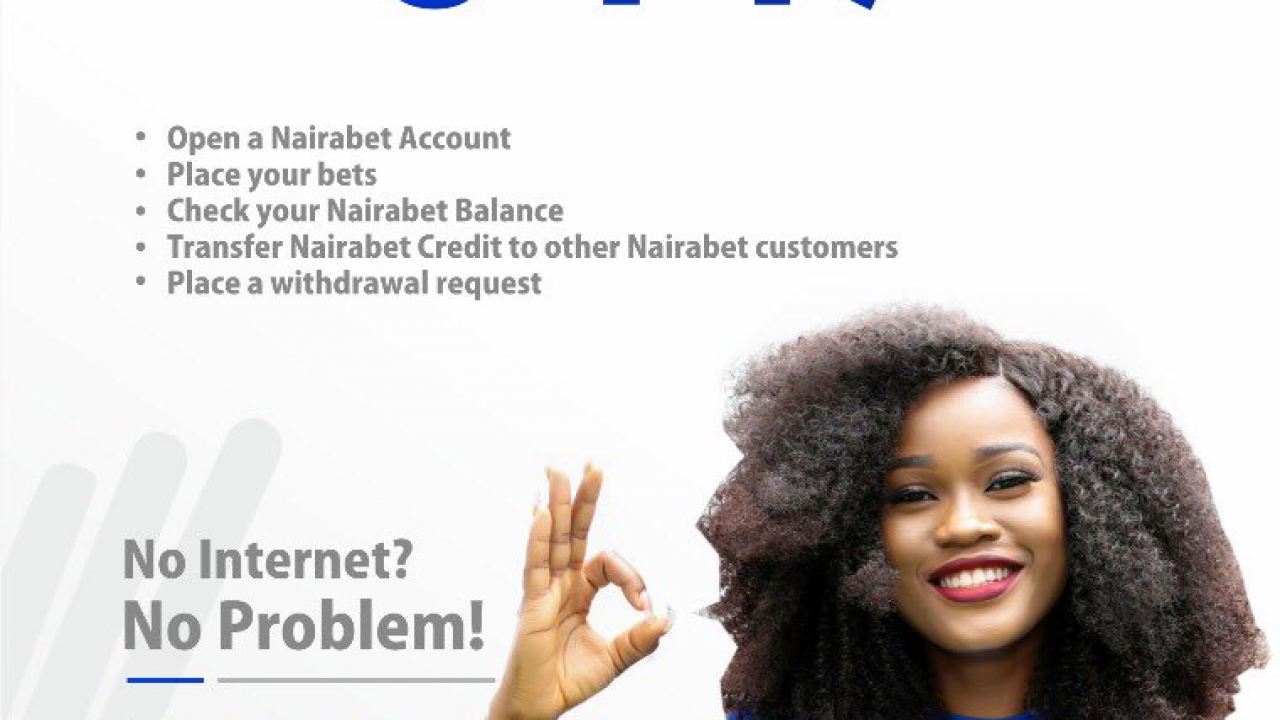 • Open a Nairabet Account
• Place your bets
• Check your Nairabet Balance
• Transfer Nairabet Credit to other Nairabet customers
• Place a withdrawal request
No Internet?
No Problem!